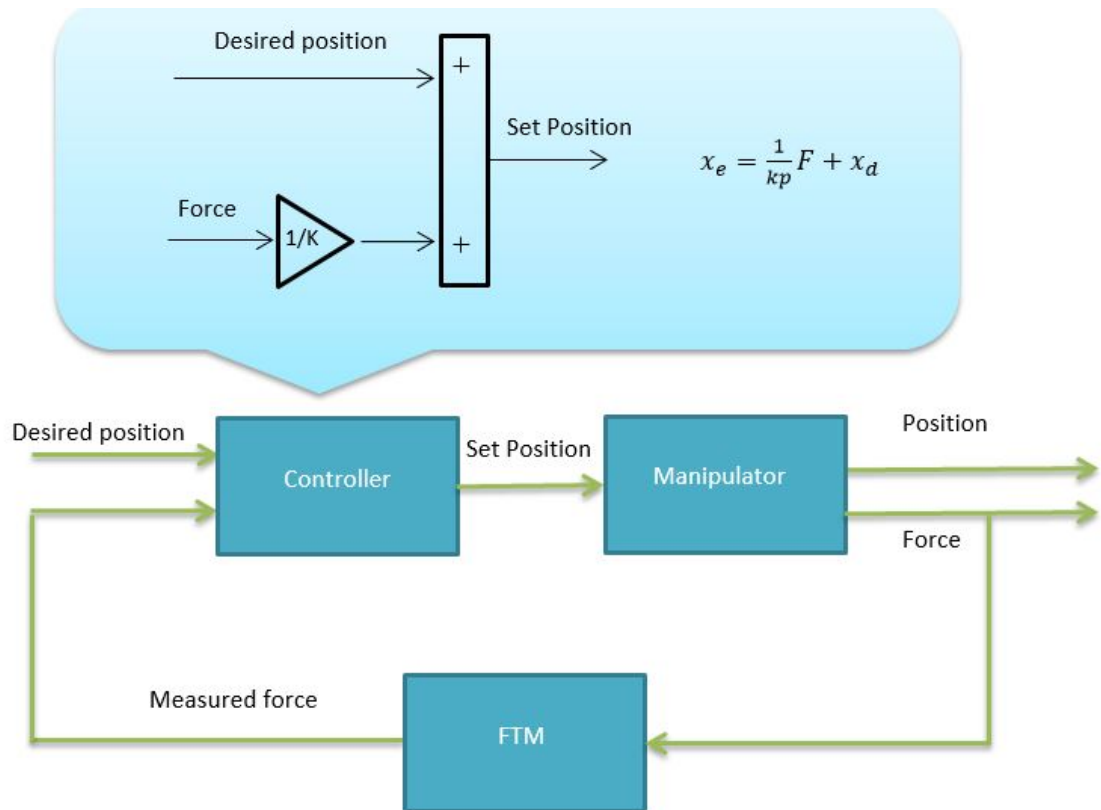 Desired position
+
Set Position
x_e = \frac{1}{kp}F + x_d
Force
1/K
+
Desired position
Controller
Set Position
Manipulator
Position
Force
Measured force
FTM